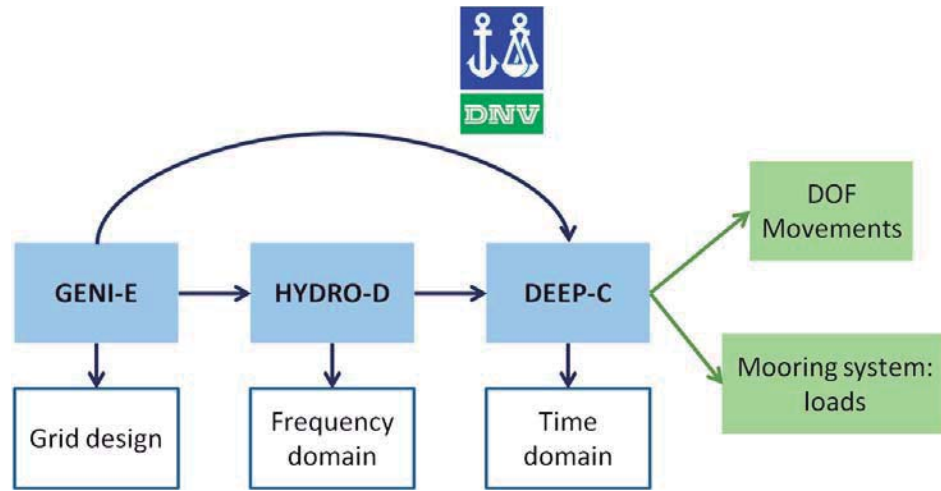 DNV
DOF
Movements
GENI-E
HYDRO-D
DEEP-C
Mooring system:
loads
Grid design
Frequency
domain
Time
domain